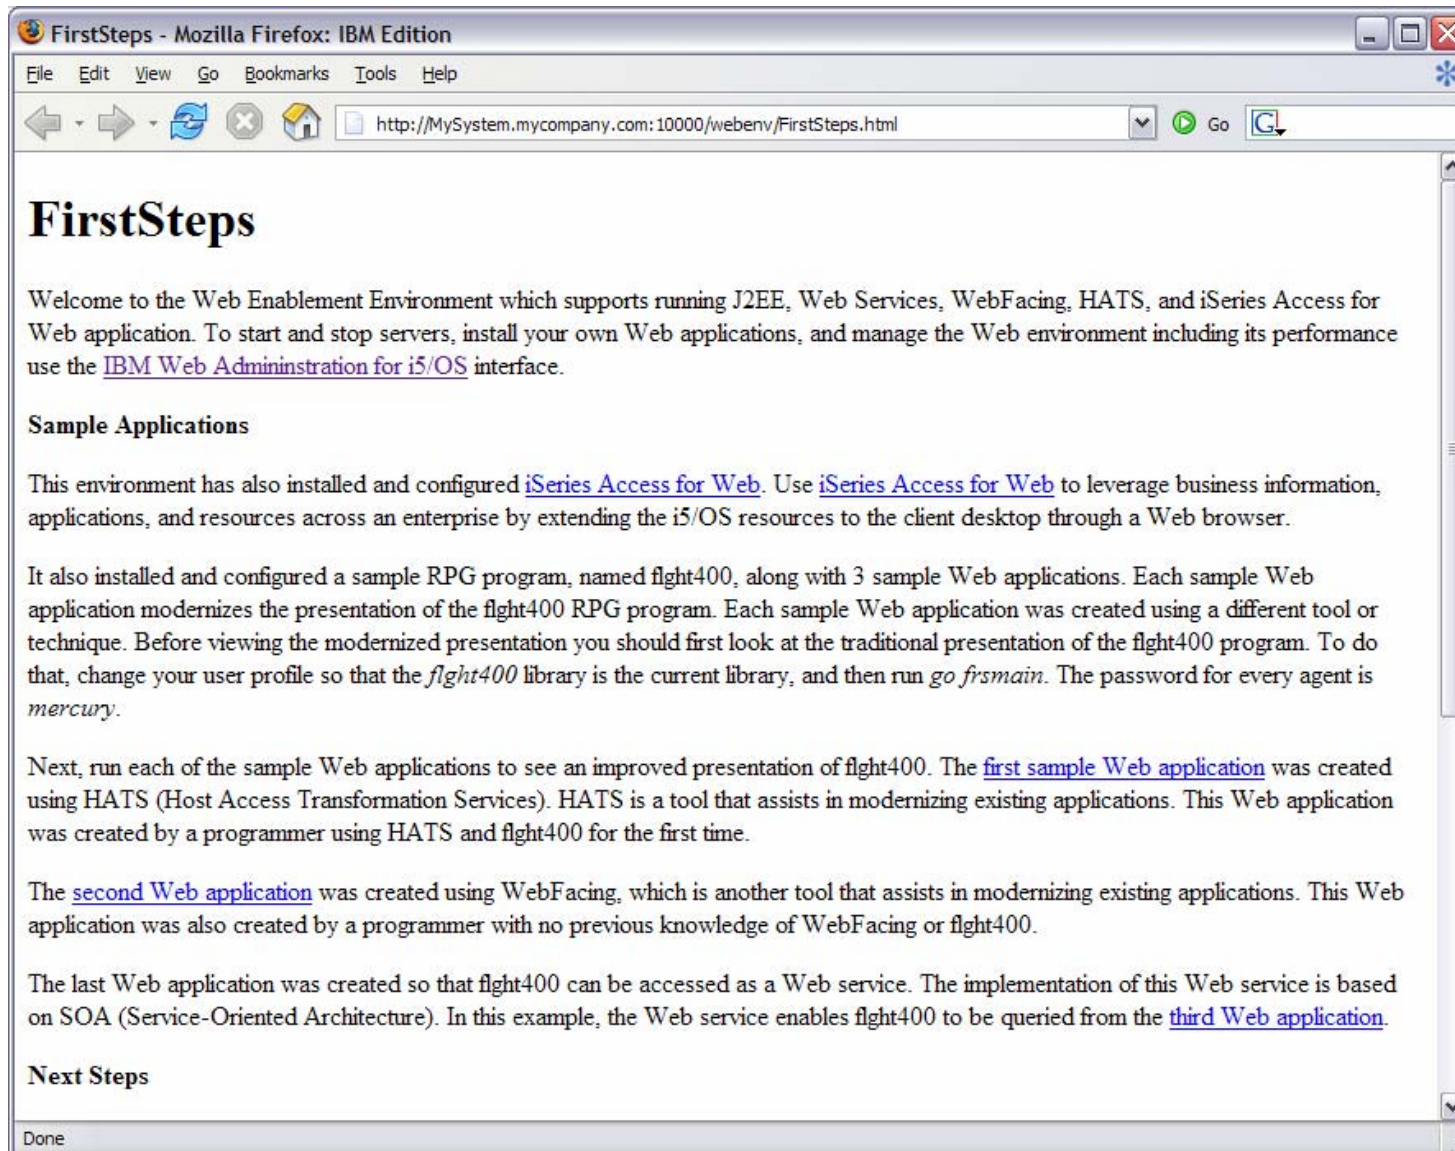 FirstSteps - Mozilla Firefox: IBM Edition
File Edit View Go Bookmarks Tools Help
http://MySystem.mycompany.com:10000/webenv/FirstSteps.html Go G
FirstSteps
Welcome to the Web Enablement Environment which supports running J2EE, Web Services, WebFacing, HATS, and iSeries Access for
Web application. To start and stop servers, install your own Web applications, and manage the Web environment including its performance
use the IBM Web Admininstration for i5/OS interface.
Sample Applications
This environment has also installed and configured iSeries Access for Web. Use iSeries Access for Web to leverage business information,
applications, and resources across an enterprise by extending the i5/OS resources to the client desktop through a Web browser.
It also installed and configured a sample RPG program, named flght400, along with 3 sample Web applications. Each sample Web
application modernizes the presentation of the flght400 RPG program. Each sample Web application was created using a different tool or
technique. Before viewing the modernized presentation you should first look at the traditional presentation of the flght400 program. To do
that, change your user profile so that the flght400 library is the current library, and then run go frsmain. The password for every agent is
mercury.
Next, run each of the sample Web applications to see an improved presentation of flght400. The first sample Web application was created
using HATS (Host Access Transformation Services). HATS is a tool that assists in modernizing existing applications. This Web application
was created by a programmer using HATS and flght400 for the first time.
The second Web application was created using WebFacing, which is another tool that assists in modernizing existing applications. This Web
application was also created by a programmer with no previous knowledge of WebFacing or flght400.
The last Web application was created so that flght400 can be accessed as a Web service. The implementation of this Web service is based
on SOA (Service-Oriented Architecture). In this example, the Web service enables flght400 to be queried from the third Web application.
Next Steps
Done